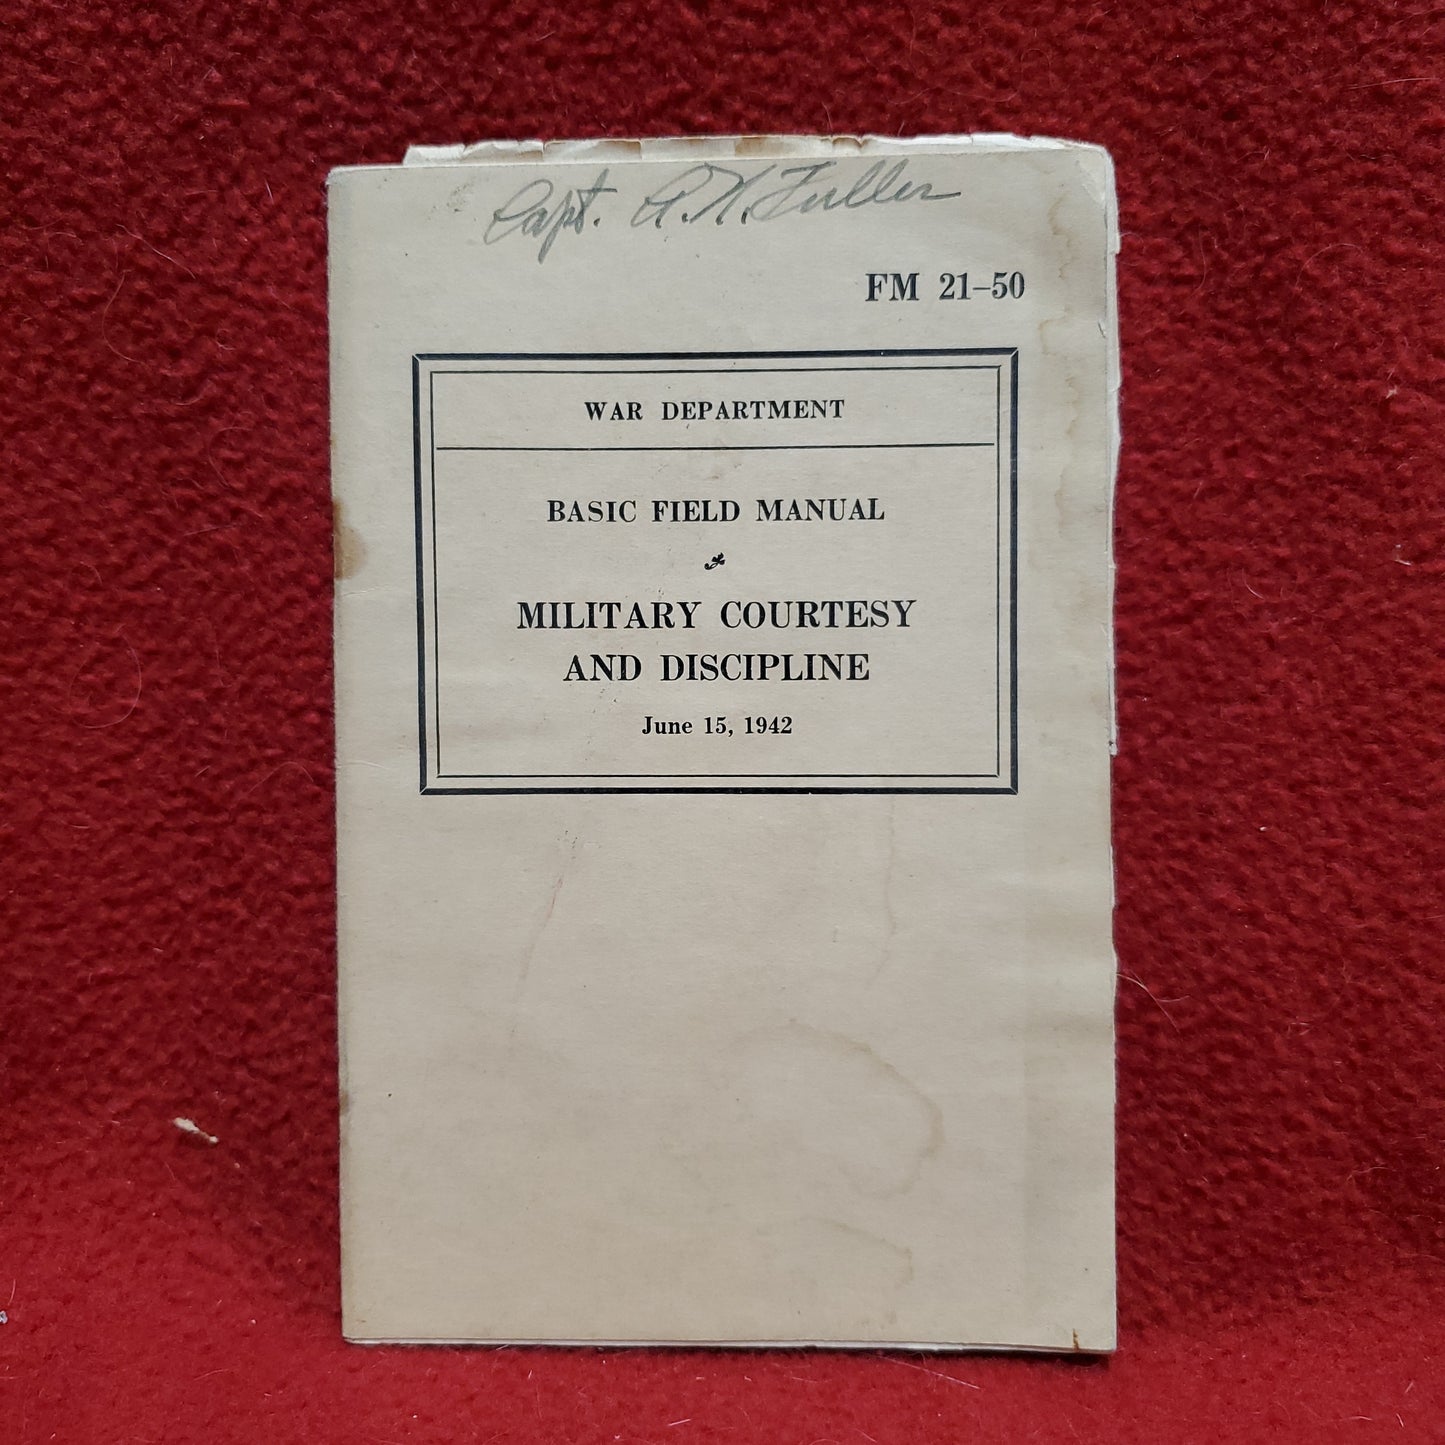 Capt. A.H. Fuller
FM 21–50
WAR DEPARTMENT
BASIC FIELD MANUAL
MILITARY COURTESY
AND DISCIPLINE
June 15, 1942